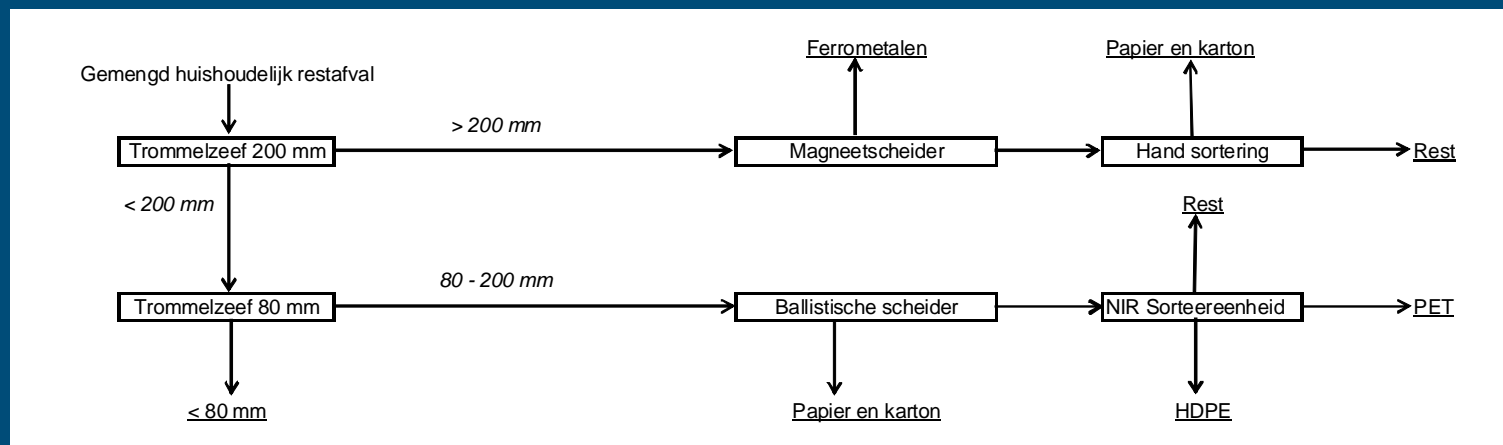 Ferrometalen
Papier en karton
Gemengd huishoudelijk restafval
> 200 mm
Trommelzeef 200 mm
Magneetscheider
Hand sortering
Rest
< 200 mm
Rest
80 - 200 mm
Trommelzeef 80 mm
Ballistische scheider
NIR Sorteereenheid
PET
< 80 mm
Papier en karton
HDPE